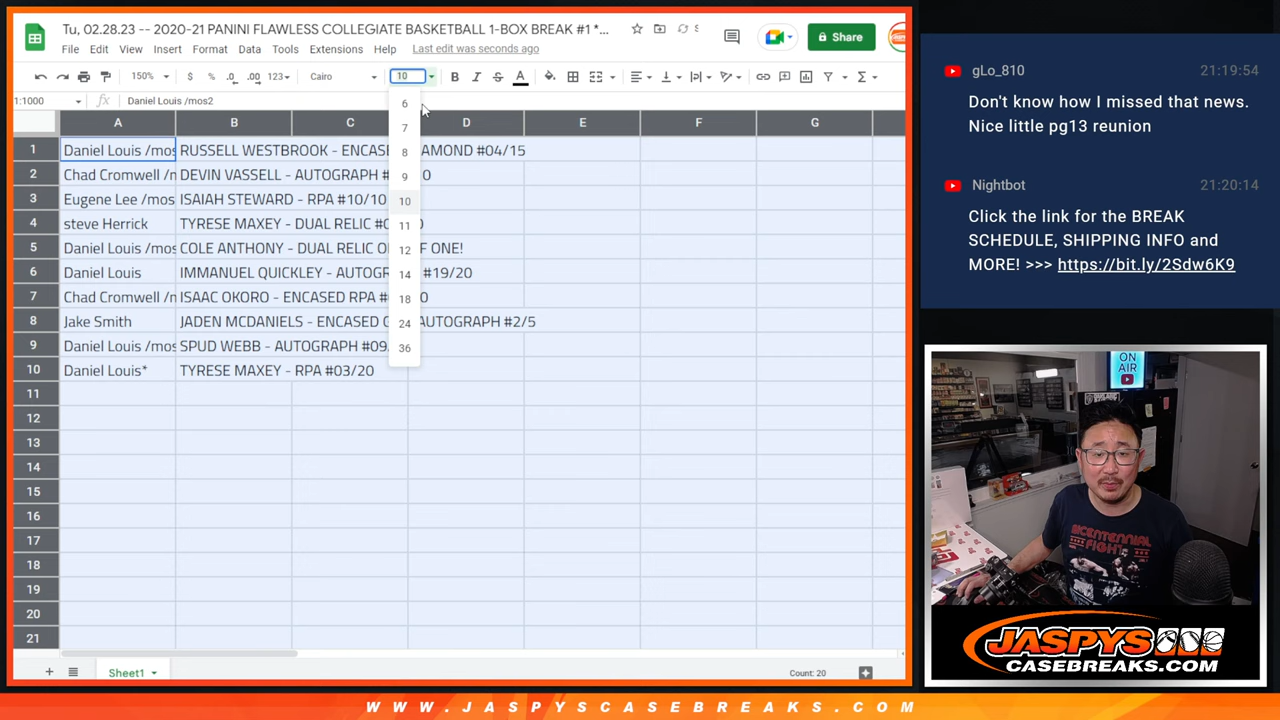 Tu, 02.28.23 -- 2020-21 PANINI FLAWLESS COLLEGIATE BASKETBALL 1-BOX BREAK #1 *...
File Edit View Insert Format Data Tools Extensions Help Last edit was seconds ago
Share
150% $ % .0 .00 123 Cairo 10 B I S A
1:1000 fx Daniel Louis /mos2
A B C D E F G
1 Daniel Louis /mos RUSSELL WESTBROOK - ENCASE AMOND #04/15
2 Chad Cromwell /n DEVIN VASSELL - AUTOGRAPH # 0
3 Eugene Lee /mos ISAIAH STEWARD - RPA #10/10
4 steve Herrick TYRESE MAXEY - DUAL RELIC #0 0
5 Daniel Louis /mos COLE ANTHONY - DUAL RELIC O F ONE!
6 Daniel Louis IMMANUEL QUICKLEY - AUTOGR #19/20
7 Chad Cromwell /n ISAAC OKORO - ENCASED RPA # 0
8 Jake Smith JADEN MCDANIELS - ENCASED AUTOGRAPH #2/5
9 Daniel Louis /mos SPUD WEBB - AUTOGRAPH #09
10 Daniel Louis* TYRESE MAXEY - RPA #03/20
11
12
13
14
15
16
17
18
19
20
21
6
7
8
9
10
11
12
14
18
24
36
Sheet1
Count: 20
gLo_810 21:19:54
Don't know how I missed that news.
Nice little pg13 reunion
Nightbot 21:20:14
Click the link for the BREAK
SCHEDULE, SHIPPING INFO and
MORE! >>> https://bit.ly/2Sdw6K9
ON
AIR
BICENTENNIAL
FIGHT
JASPYS
CASEBREAKS.COM
WWW.JASPYSCASEBREAKS.COM